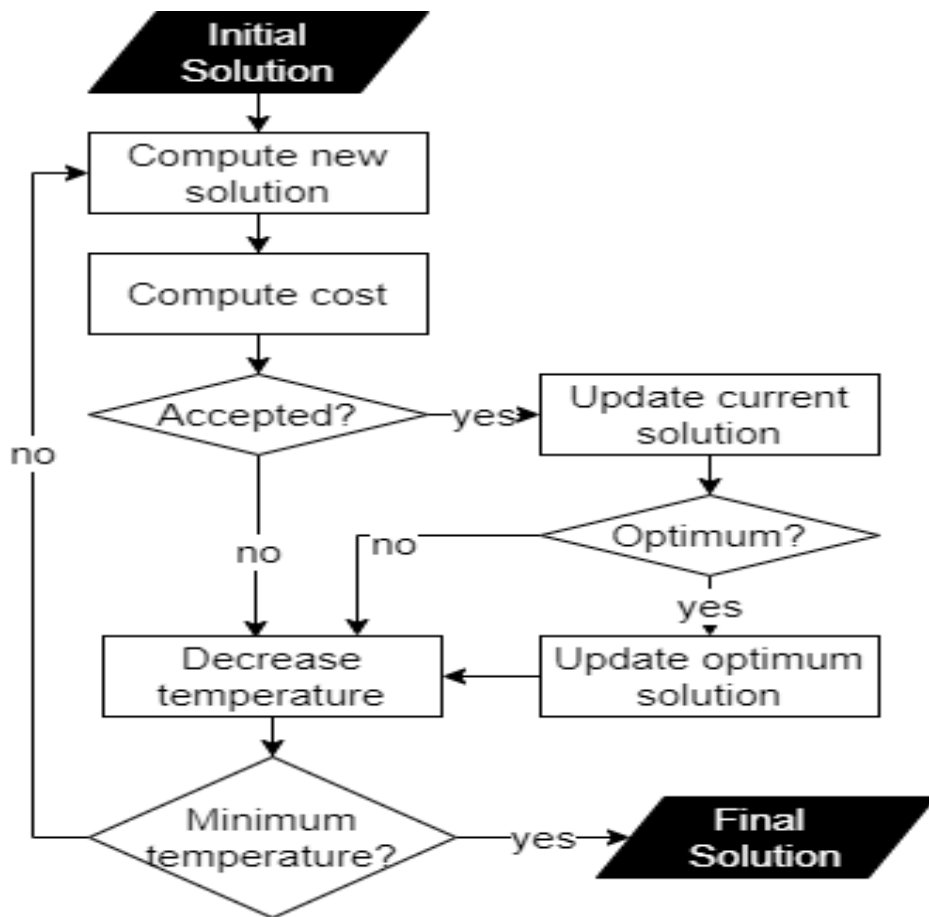 Initial
Solution
Compute new
solution
Compute cost
Accepted?
yes
Update current
solution
no
no
no
Optimum?
yes
Decrease
temperature
Update optimum
solution
Minimum
temperature?
yes
Final
Solution